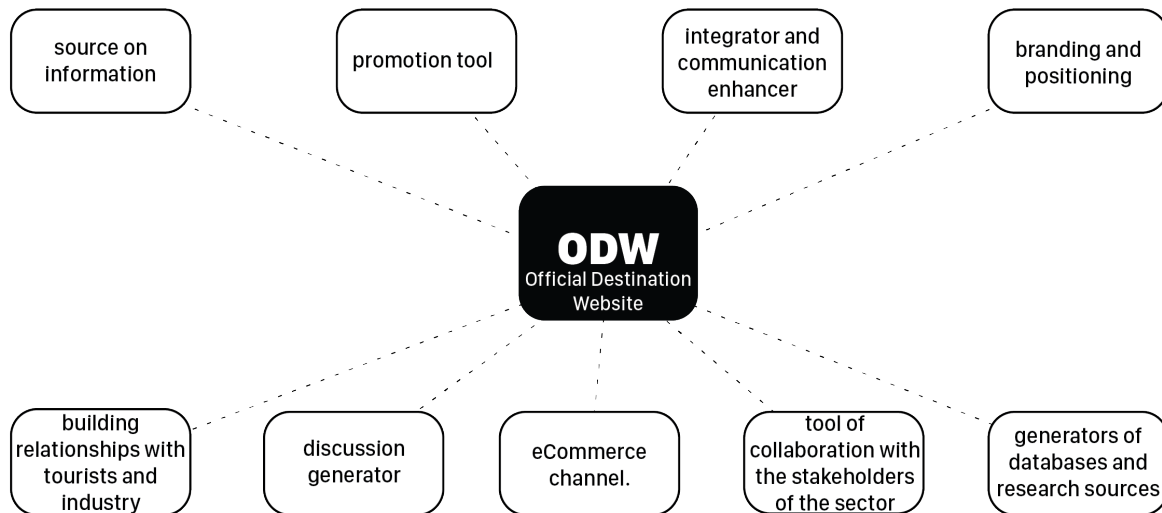 source on
information
promotion tool
integrator and
communication
enhancer
branding and
positioning
ODW
Official Destination
Website
building
relationships with
tourists and
industry
discussion
generator
eCommerce
channel.
tool of
collaboration with
the stakeholders
of the sector
generators of
databases and
research sources